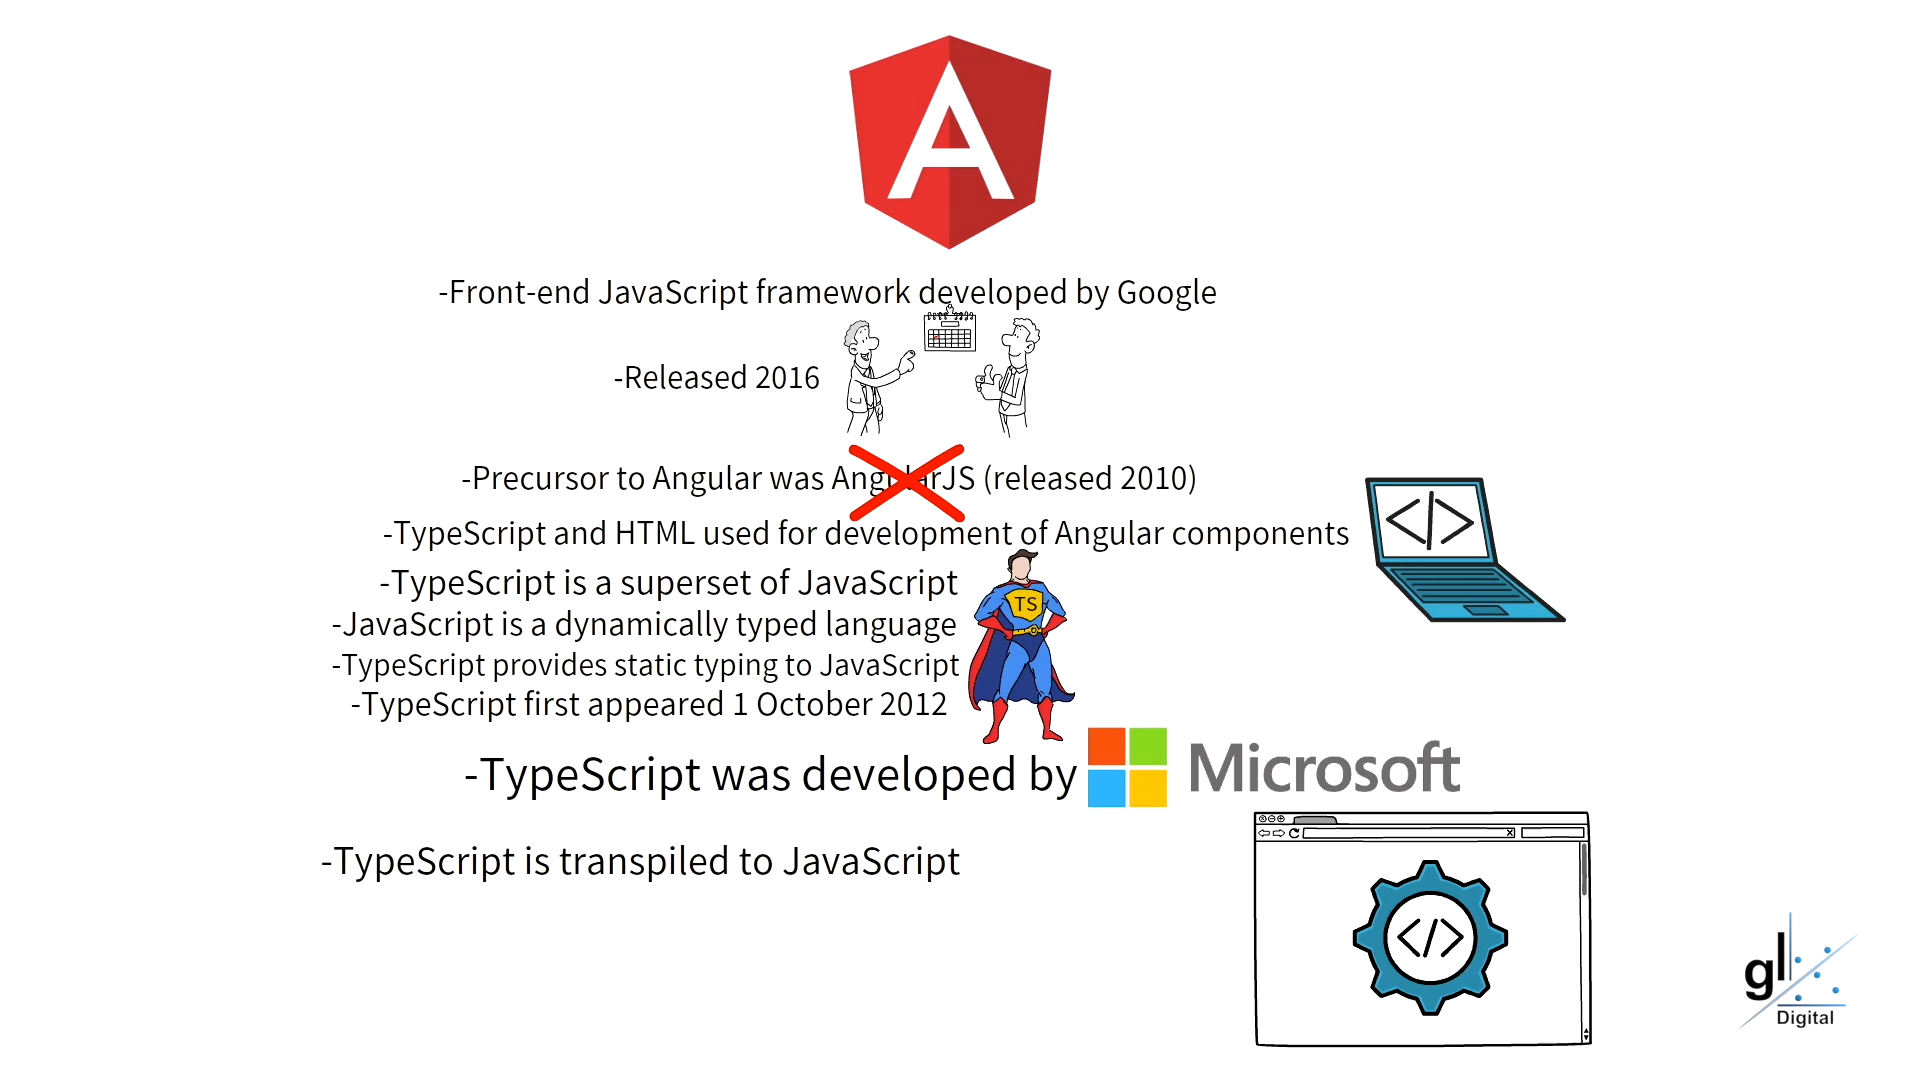 A
-Front-end JavaScript framework developed by Google
-Released 2016
-Precursor to Angular was AngularJS (released 2010)
-TypeScript and HTML used for development of Angular components
</>
-TypeScript is a superset of JavaScript
TS
-JavaScript is a dynamically typed language
-TypeScript provides static typing to JavaScript
-TypeScript first appeared 1 October 2012
-TypeScript was developed by Microsoft
-TypeScript is transpiled to JavaScript
</>
gl
Digital